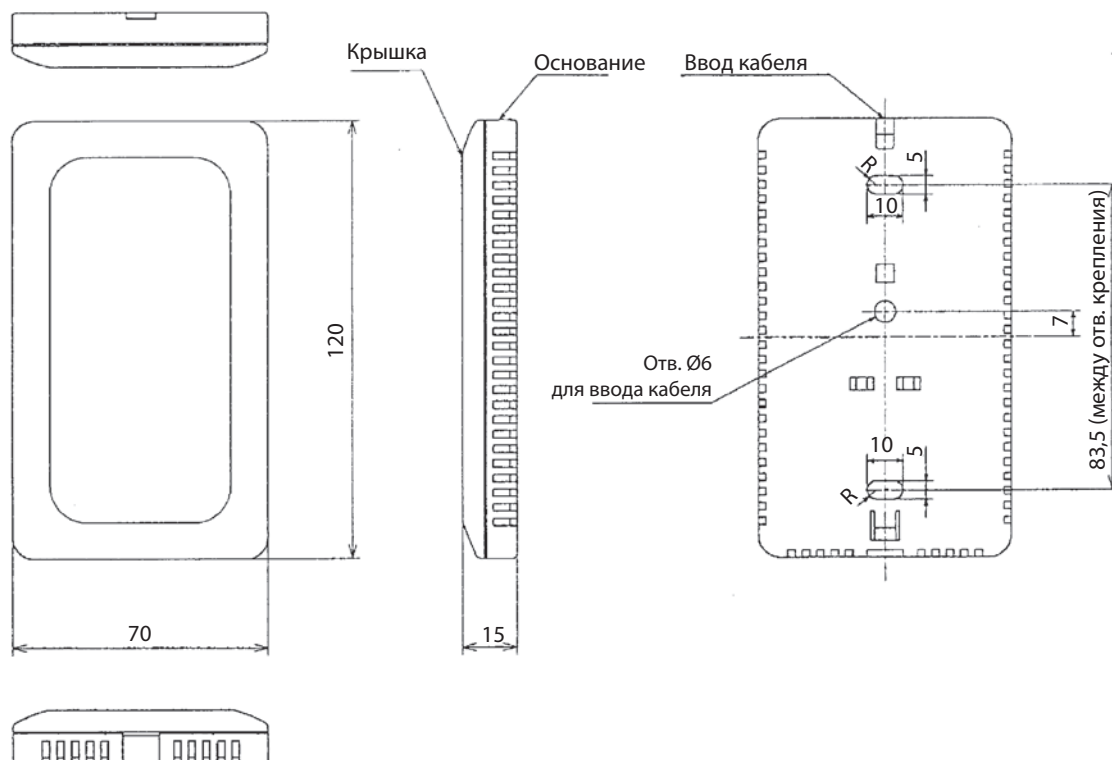 Крышка
Основание
Ввод кабеля
R
5
10
120
7
83,5 (между отв. крепления)
Отв. Ø6
для ввода кабеля
10
5
R
70
15